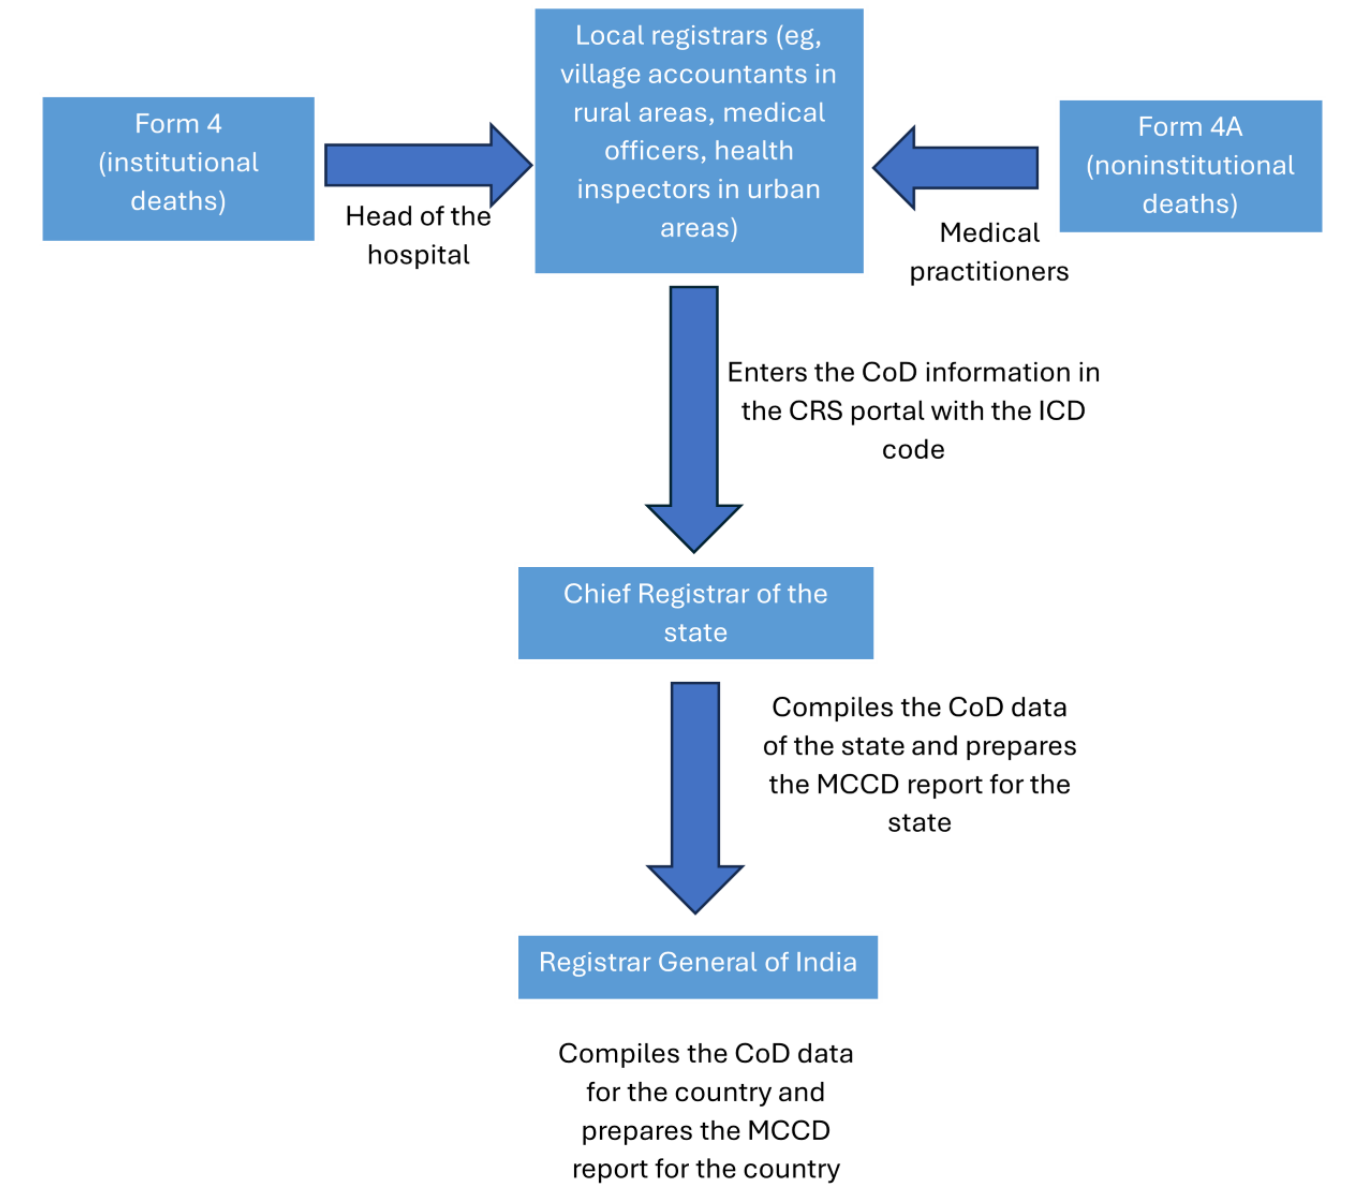 Form 4
(institutional
deaths)
Head of the
hospital
Local registrars (eg,
village accountants in
rural areas, medical
officers, health
inspectors in urban
areas)
Form 4A
(noninstitutional
deaths)
Medical
practitioners
Enters the CoD information in
the CRS portal with the ICD
code
Chief Registrar of the
state
Compiles the CoD data
of the state and prepares
the MCCD report for the
state
Registrar General of India
Compiles the CoD data
for the country and
prepares the MCCD
report for the country